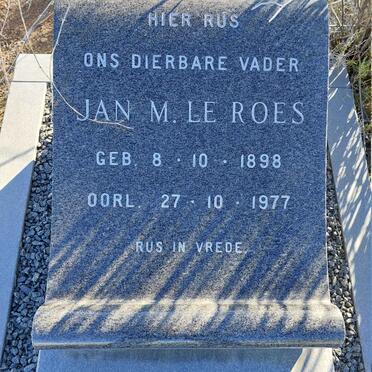 HIER RUS
ONS DIERBARE VADER
JAN M. LE ROES
GEB. 8 · 10 · 1898
OORL. 27 · 10 · 1977
RUS IN VREDE.